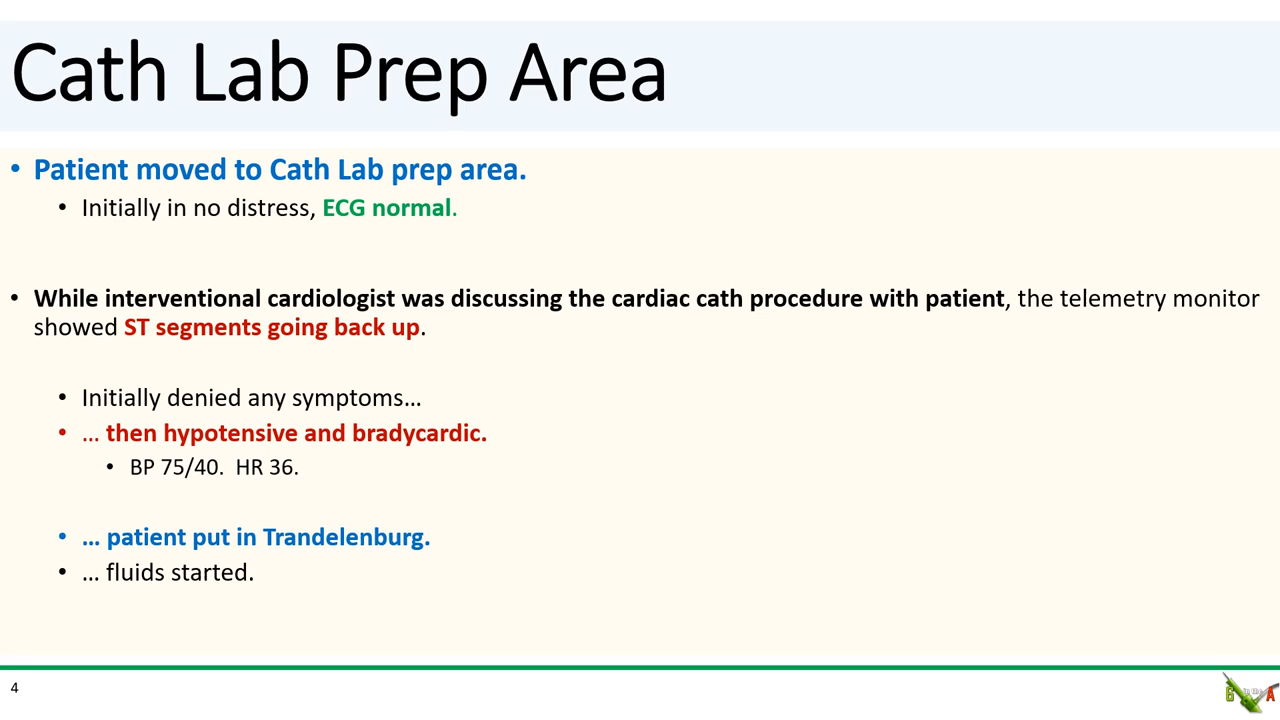 Cath Lab Prep Area
• Patient moved to Cath Lab prep area.
• Initially in no distress, ECG normal.
• While interventional cardiologist was discussing the cardiac cath procedure with patient, the telemetry monitor
showed ST segments going back up.
• Initially denied any symptoms…
• … then hypotensive and bradycardic.
• BP 75/40. HR 36.
• … patient put in Trandelenburg.
• … fluids started.
4